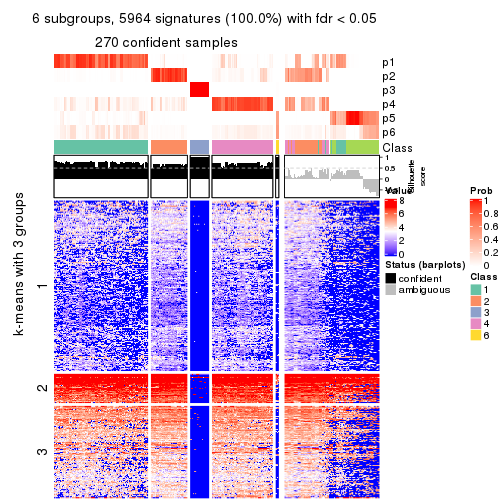 6 subgroups, 5964 signatures (100.0%) with fdr < 0.05
270 confident samples
p1
p2
p3
p4
p5
p6
Class
1
0.5
0
Silhouette
score
k-means with 3 groups
1
2
3
Value
8
6
4
2
0
Status (barplots)
confident
ambiguous
Prob
1
0.8
0.6
0.4
0.2
0
Class
1
2
3
4
6